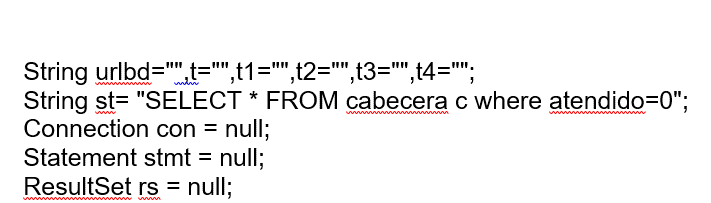 String urlbd="",t="",t1="",t2="",t3="",t4="";
String st= "SELECT * FROM cabecera c where atendido=0";
Connection con = null;
Statement stmt = null;
ResultSet rs = null;